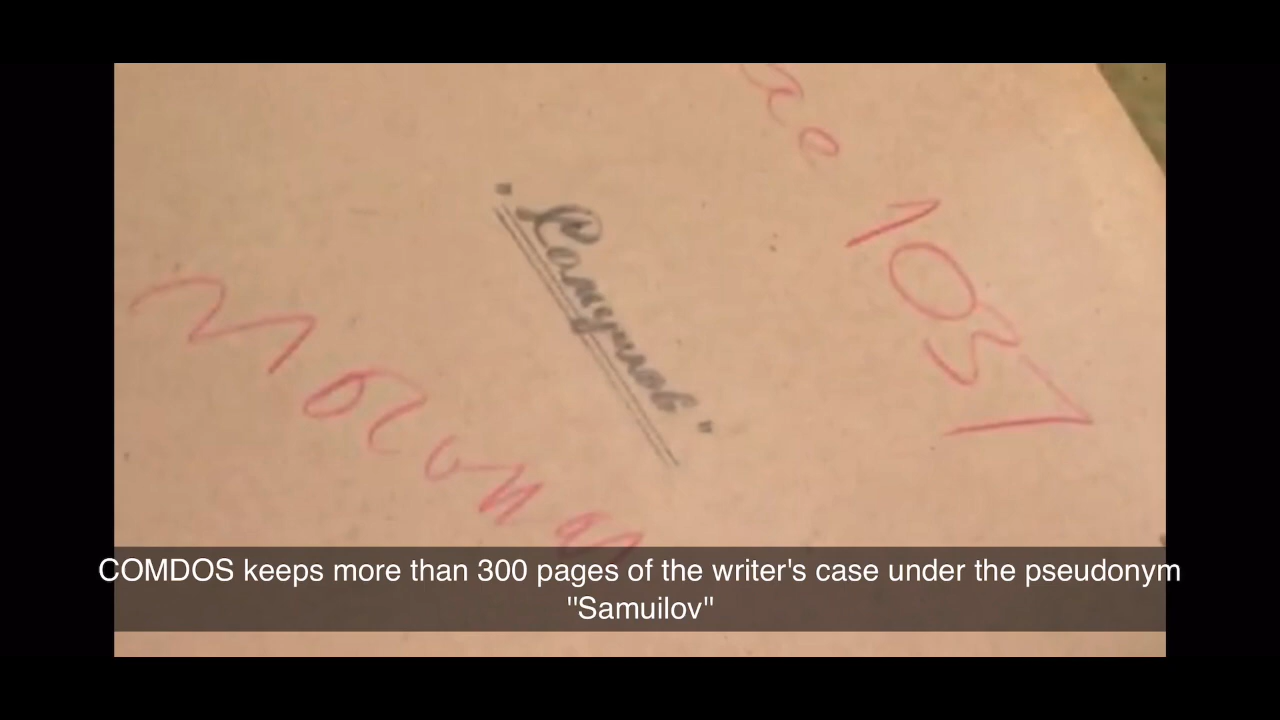 1037
"Самуилов"
COMDOS keeps more than 300 pages of the writer's case under the pseudonym
"Samuilov"